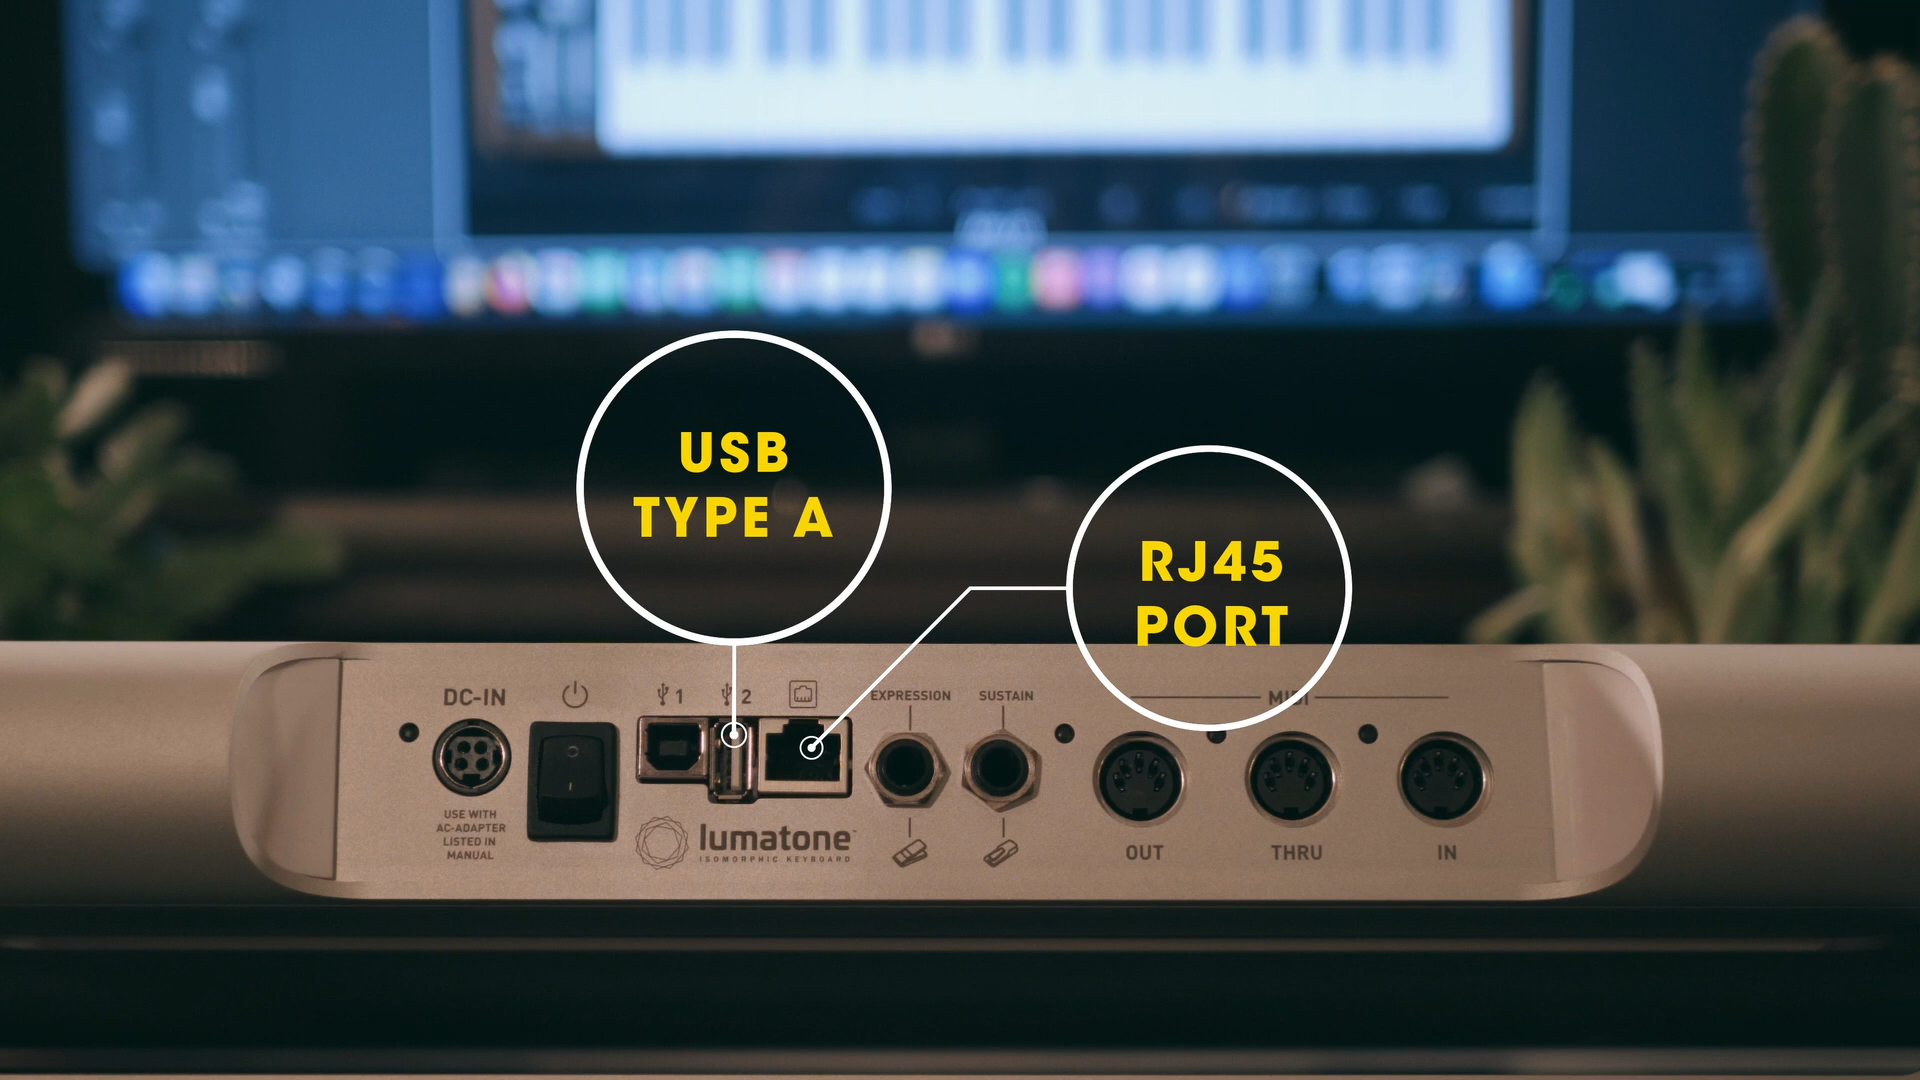 USB
TYPE A
RJ45
PORT
DC-IN
1
2
EXPRESSION
SUSTAIN
MIDI
USE WITH
AC-ADAPTER
LISTED IN
MANUAL
lumatone
ISOMORPHIC KEYBOARD
OUT
THRU
IN